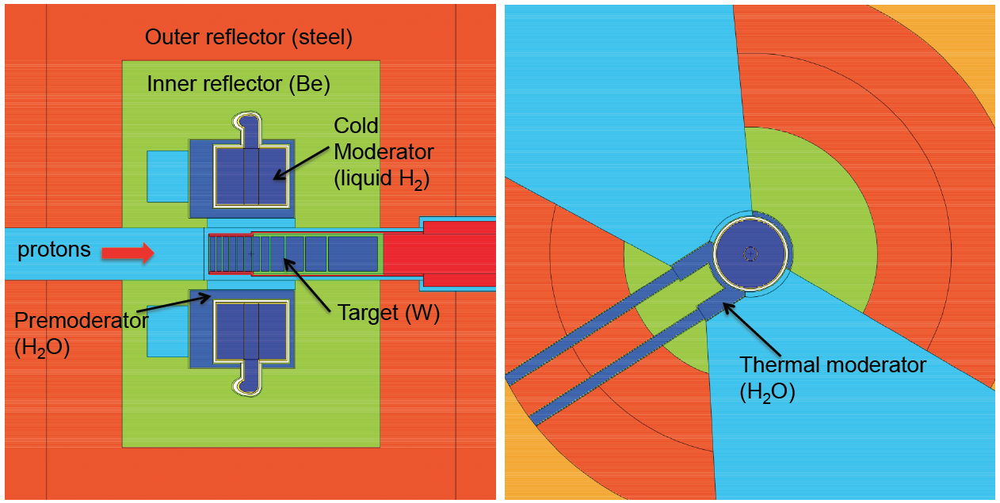 Outer reflector (steel)
Inner reflector (Be)
Cold
Moderator
(liquid H₂)
protons
Target (W)
Premoderator
(H₂O)
Thermal moderator
(H₂O)